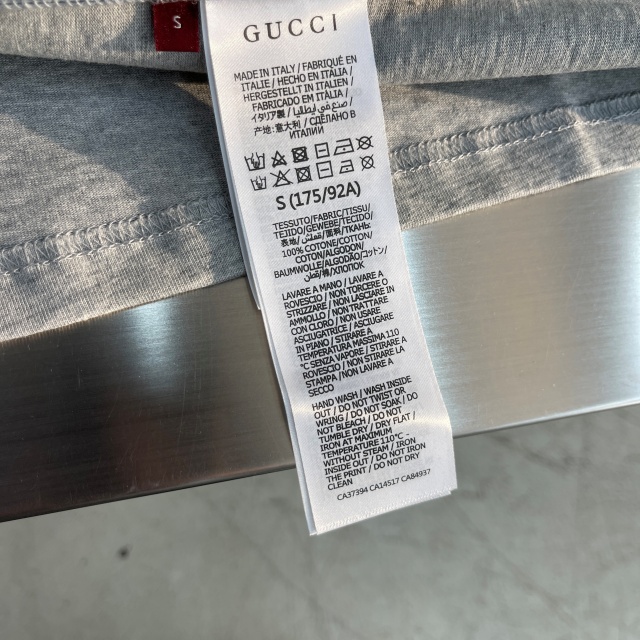 S
GUCCI
MADE IN ITALY / FABRIQUÉ EN
ITALIE / HECHO EN ITALIA /
HERGESTELLT IN ITALIEN /
FABRICADO EM ITÁLIA /
イタリア製 / صنع في إيطاليا /
产地:意大利 / СДЕЛАНО В
ИТАЛИИ
S (175/92A)
TESSUTO/FABRIC/TISSU/
TEJIDO/GEWEBE/TECIDO/
表地/قماش/面料/ТКАНЬ:
100% COTONE/COTTON/
COTON/ALGODON/
BAUMWOLLE/ALGODÃO/コットン/
قطن/棉/ХЛОПОК
LAVARE A MANO / LAVARE A
ROVESCIO / NON TORCERE O
STRIZZARE / NON LASCIARE IN
AMMOLLO / NON TRATTARE
CON CLORO / NON USARE
ASCIUGATRICE / ASCIUGARE
IN PIANO / STIRARE A
TEMPERATURA MASSIMA 110
°C SENZA VAPORE / STIRARE A
ROVESCIO / NON STIRARE LA
STAMPA / NON LAVARE A
SECCO
HAND WASH / WASH INSIDE
OUT / DO NOT TWIST OR
WRING / DO NOT SOAK / DO
NOT BLEACH / DO NOT
TUMBLE DRY / DRY FLAT /
IRON AT MAXIMUM
TEMPERATURE 110°C
WITHOUT STEAM / IRON
INSIDE OUT / DO NOT IRON
THE PRINT / DO NOT DRY
CLEAN
CA37394 CA14517 CA84937